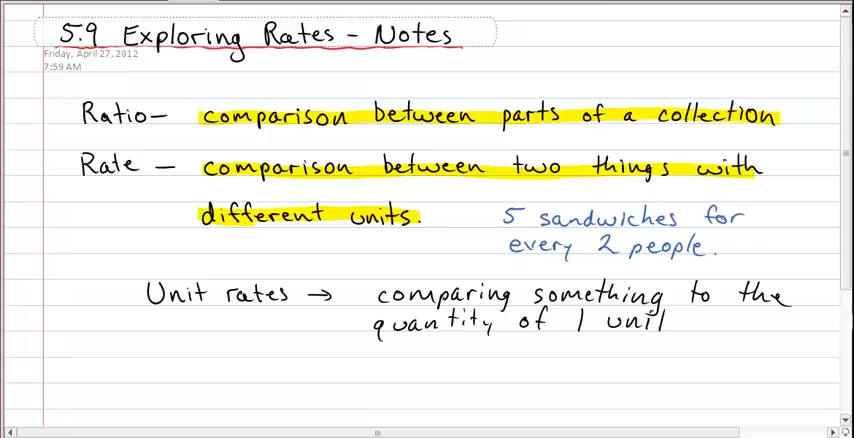 5.9 Exploring Rates - Notes
Friday, April 27, 2012
7:59 AM
Ratio - comparison between parts of a collection
Rate - comparison between two things with
different units.
5 sandwiches for
every 2 people.
Unit rates → comparing something to the
quantity of 1 unit